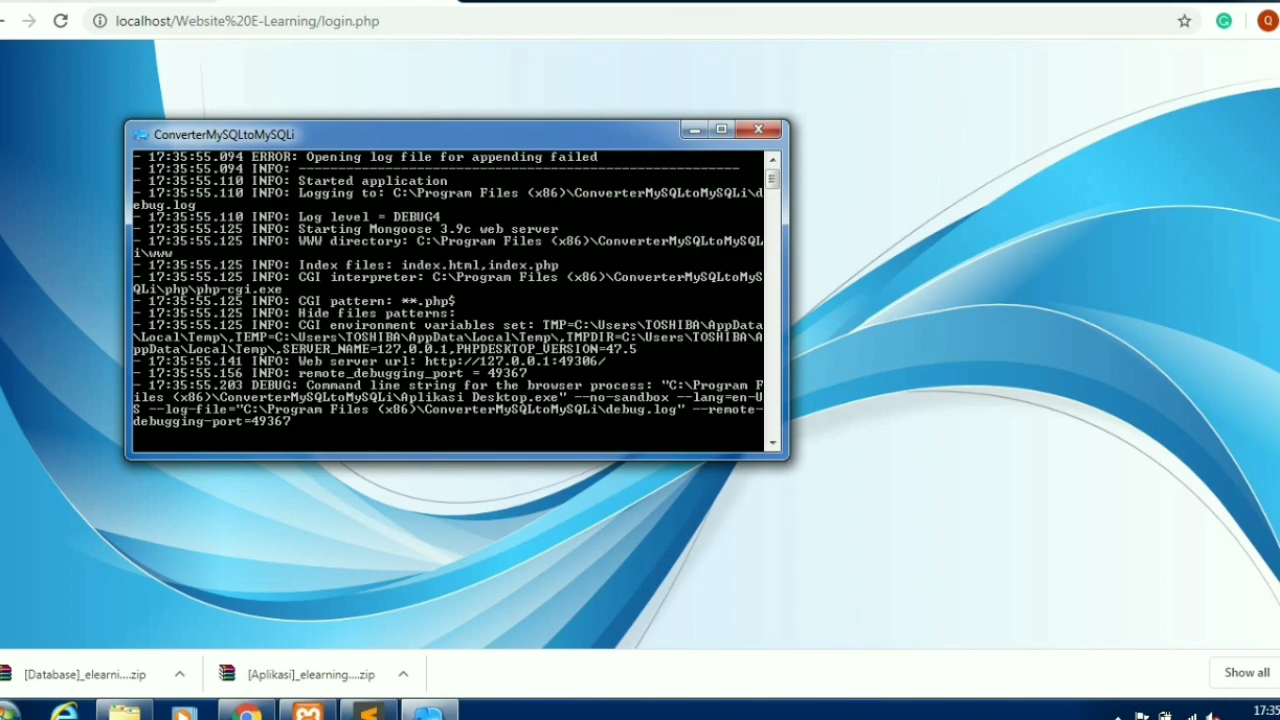 localhost/Website%20E-Learning/login.php
Q
ConverterMySQLtoMySQLi
- 17:35:55.094 ERROR: Opening log file for appending failed
- 17:35:55.094 INFO: --------------------------------------------------------
- 17:35:55.110 INFO: Started application
- 17:35:55.110 INFO: Logging to: C:\Program Files (x86)\ConverterMySQLtoMySQLi\d
ebug.log
- 17:35:55.110 INFO: Log level = DEBUG4
- 17:35:55.125 INFO: Starting Mongoose 3.9c web server
- 17:35:55.125 INFO: WWW directory: C:\Program Files (x86)\ConverterMySQLtoMySQL
i\www
- 17:35:55.125 INFO: Index files: index.html,index.php
- 17:35:55.125 INFO: CGI interpreter: C:\Program Files (x86)\ConverterMySQLtoMyS
QLi\php\php-cgi.exe
- 17:35:55.125 INFO: CGI pattern: **.php$
- 17:35:55.125 INFO: Hide files patterns:
- 17:35:55.125 INFO: CGI environment variables set: TMP=C:\Users\TOSHIBA\AppData
\Local\Temp\,TEMP=C:\Users\TOSHIBA\AppData\Local\Temp\,TMPDIR=C:\Users\TOSHIBA\A
ppData\Local\Temp\,SERVER_NAME=127.0.0.1,PHPDESKTOP_VERSION=47.5
- 17:35:55.141 INFO: Web server url: http://127.0.0.1:49306/
- 17:35:55.156 INFO: remote_debugging_port = 49367
- 17:35:55.203 DEBUG: Command line string for the browser process: "C:\Program F
iles (x86)\ConverterMySQLtoMySQLi\Aplikasi Desktop.exe" --no-sandbox --lang=en-U
S --log-file="C:\Program Files (x86)\ConverterMySQLtoMySQLi\debug.log" --remote-
debugging-port=49367
[Database]_elearni....zip
[Aplikasi]_elearning....zip
Show all
17:35